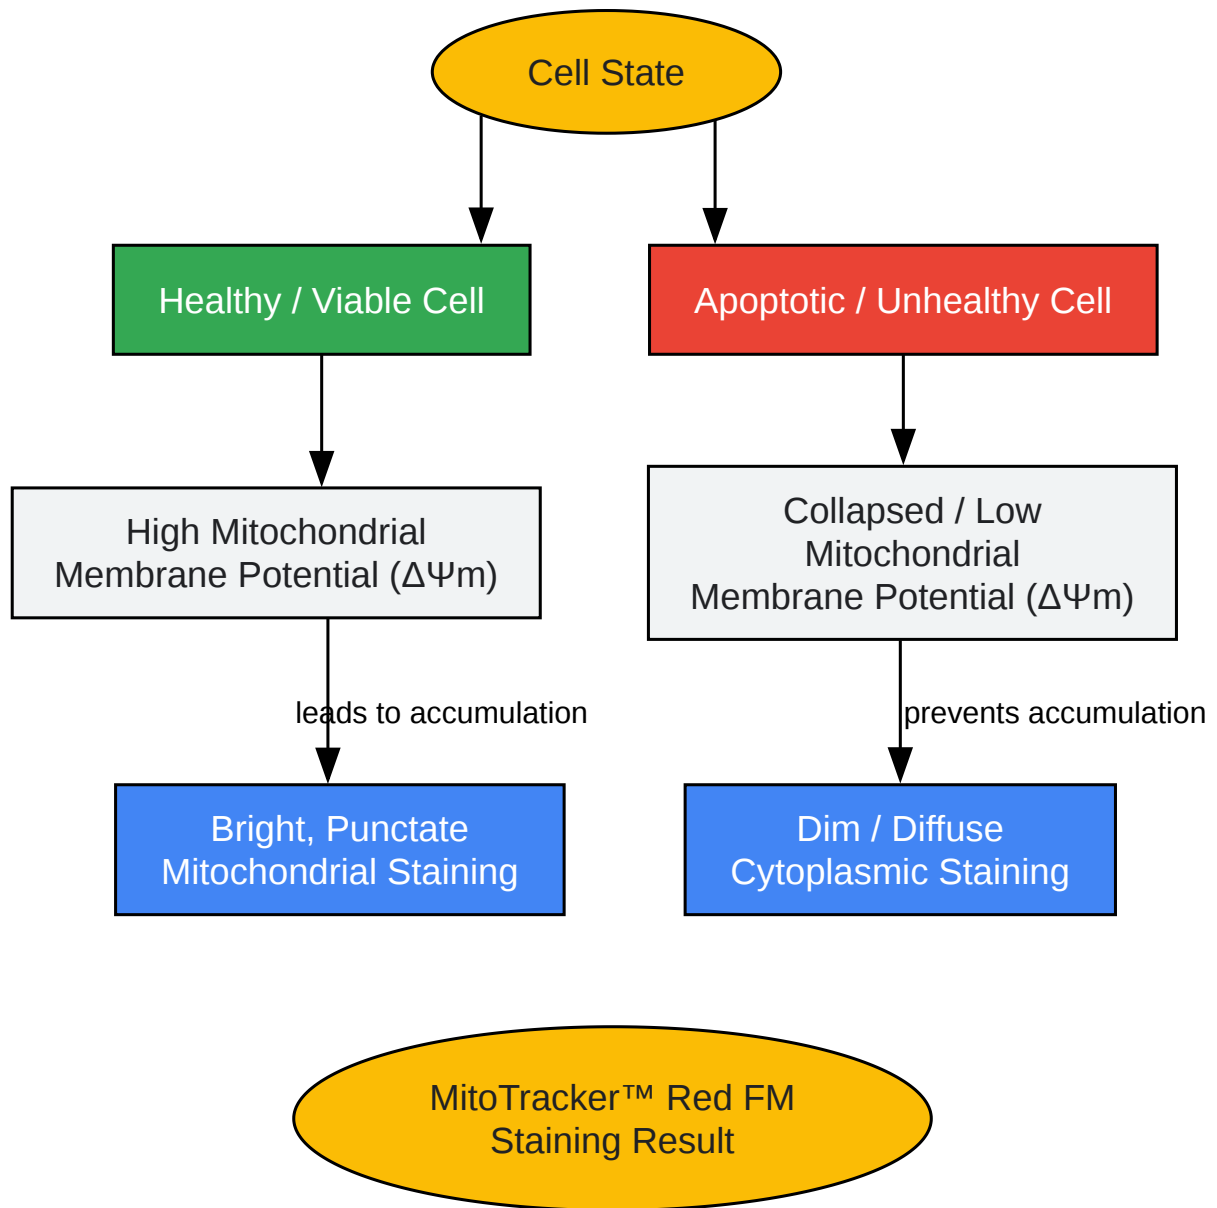 Cell State
Healthy / Viable Cell
Apoptotic / Unhealthy Cell
High Mitochondrial
Membrane Potential (ΔΨm)
Collapsed / Low
Mitochondrial
Membrane Potential (ΔΨm)
leads to accumulation
prevents accumulation
Bright, Punctate
Mitochondrial Staining
Dim / Diffuse
Cytoplasmic Staining
MitoTracker™ Red FM
Staining Result